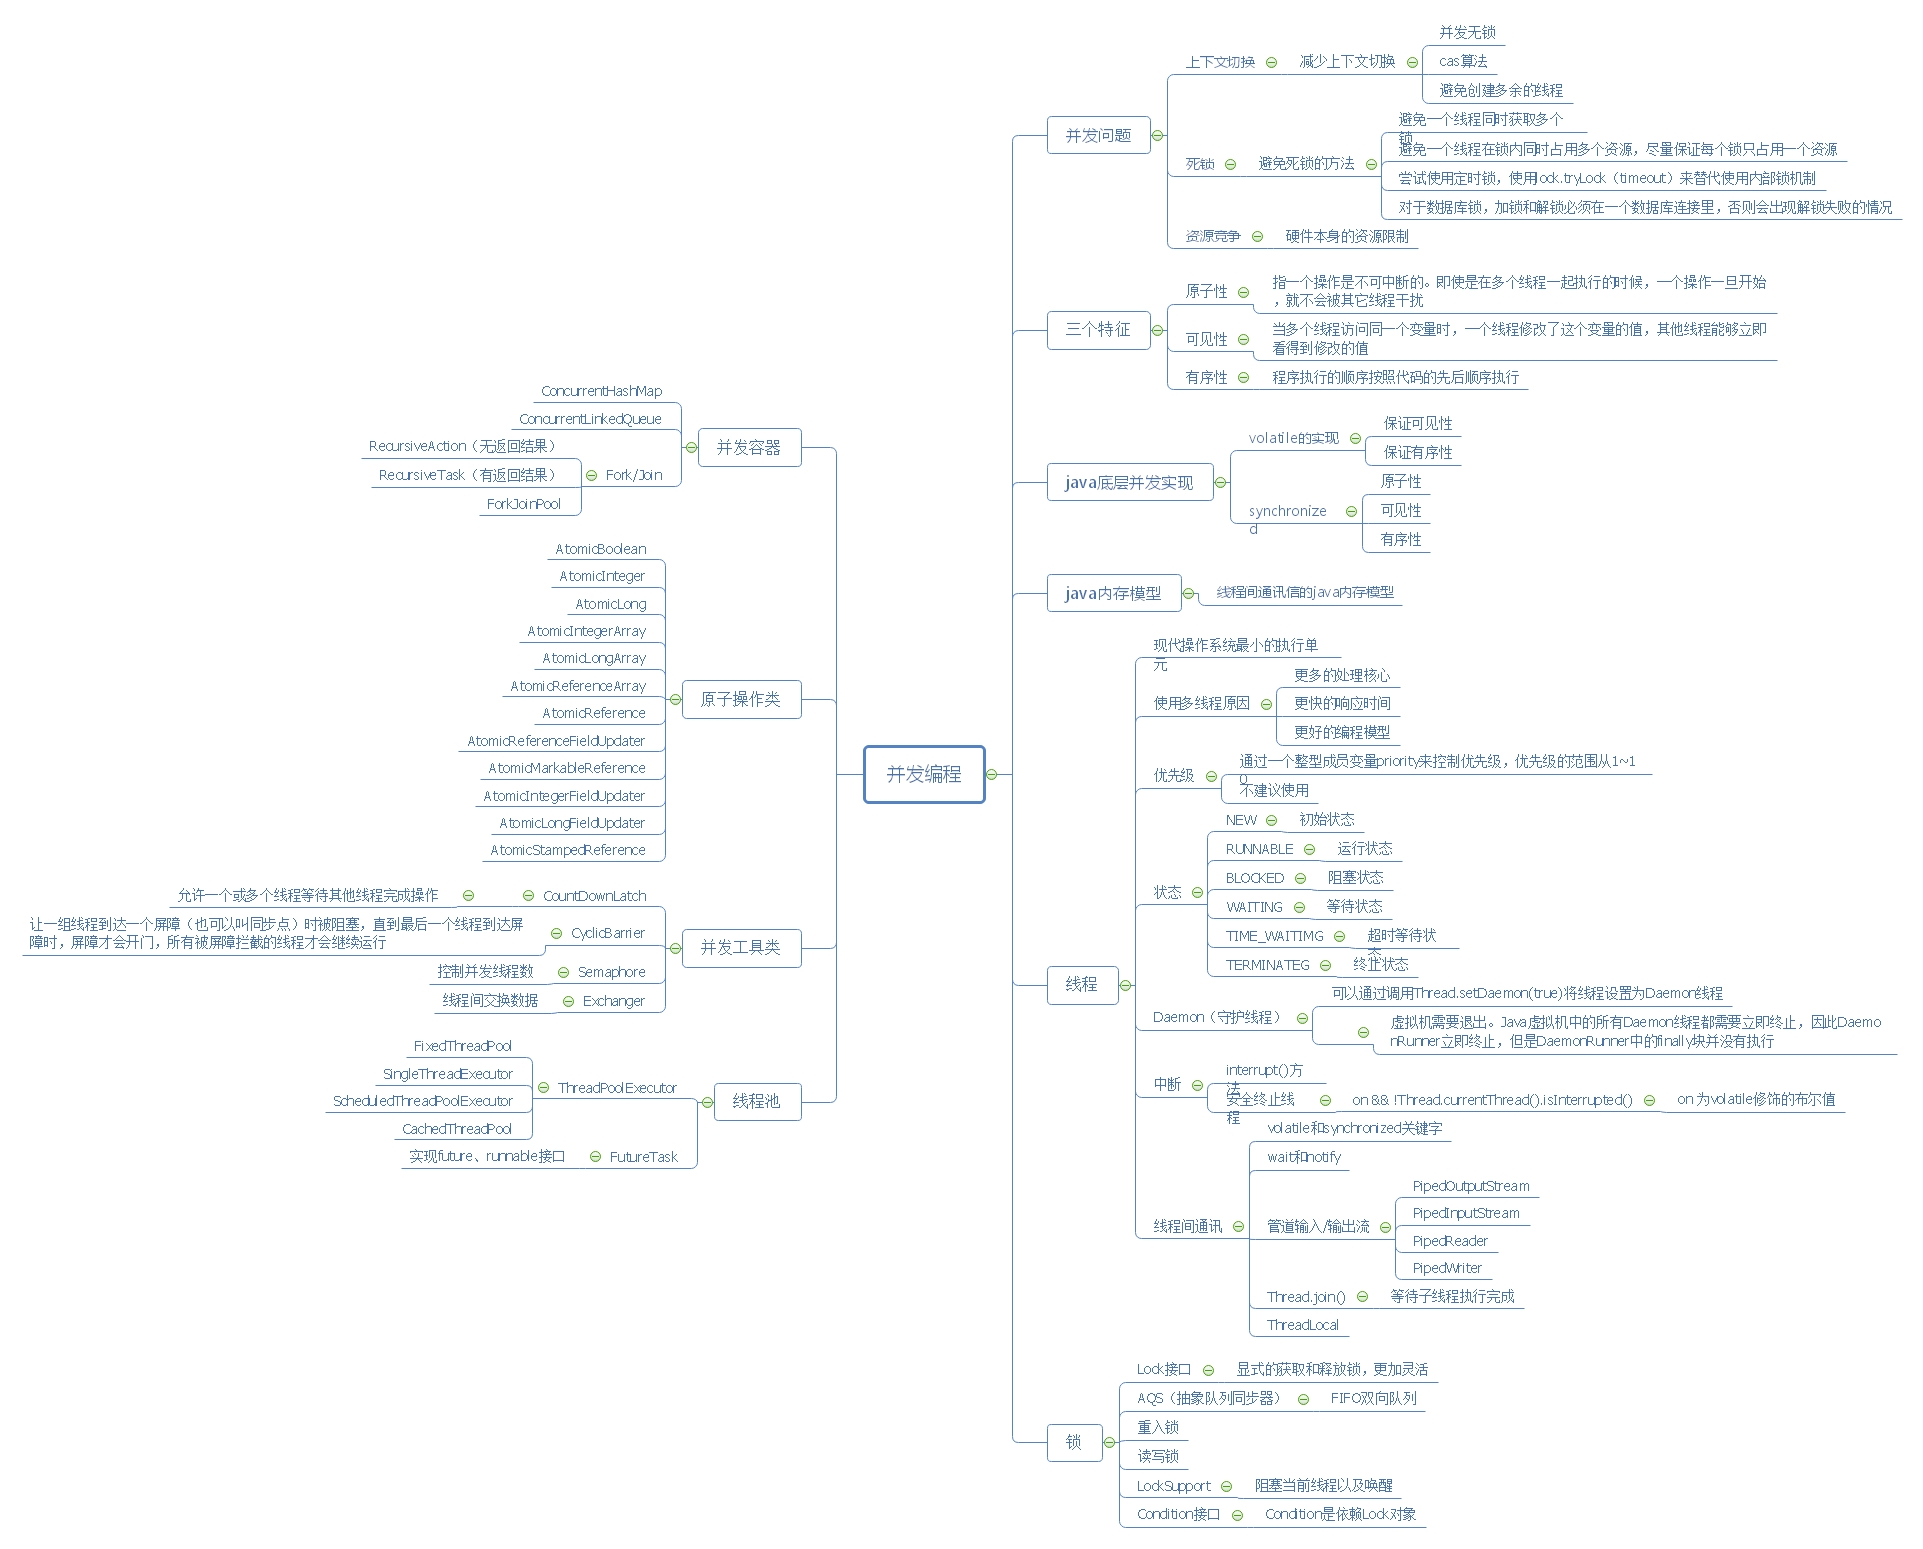 并发编程
并发问题
上下文切换
减少上下文切换
并发无锁
cas算法
避免创建多余的线程
死锁
避免死锁的方法
避免一个线程同时获取多个
锁
避免一个线程在锁内同时占用多个资源，尽量保证每个锁只占用一个资源
尝试使用定时锁，使用lock.tryLock（timeout）来替代使用内部锁机制
对于数据库锁，加锁和解锁必须在一个数据库连接里，否则会出现解锁失败的情况
资源竞争
硬件本身的资源限制
三个特征
原子性
指一个操作是不可中断的。即使是在多个线程一起执行的时候，一个操作一旦开始
，就不会被其它线程干扰
可见性
当多个线程访问同一个变量时，一个线程修改了这个变量的值，其他线程能够立即
看得到修改的值
有序性
程序执行的顺序按照代码的先后顺序执行
java底层并发实现
volatile的实现
保证可见性
保证有序性
synchronize
d
原子性
可见性
有序性
java内存模型
线程间通讯信的java内存模型
线程
现代操作系统最小的执行单
元
使用多线程原因
更多的处理核心
更快的响应时间
更好的编程模型
优先级
通过一个整型成员变量priority来控制优先级，优先级的范围从1~1
0
不建议使用
状态
NEW
初始状态
RUNNABLE
运行状态
BLOCKED
阻塞状态
WAITING
等待状态
TIME_WAITIMG
超时等待状
态
TERMINATEG
终止状态
Daemon（守护线程）
可以通过调用Thread.setDaemon(true)将线程设置为Daemon线程
虚拟机需要退出。Java虚拟机中的所有Daemon线程都需要立即终止，因此Daemo
nRunner立即终止，但是DaemonRunner中的finally块并没有执行
中断
interrupt()方
法
安全终止线
程
on && !Thread.currentThread().isInterrupted()
on 为volatile修饰的布尔值
线程间通讯
volatile和synchronized关键字
wait和notify
管道输入/输出流
PipedOutputStream
PipedInputStream
PipedReader
PipedWriter
Thread.join()
等待子线程执行完成
ThreadLocal
锁
Lock接口
显式的获取和释放锁，更加灵活
AQS（抽象队列同步器）
FIFO双向队列
重入锁
读写锁
LockSupport
阻塞当前线程以及唤醒
Condition接口
Condition是依赖Lock对象
并发容器
ConcurrentHashMap
ConcurrentLinkedQueue
Fork/Join
RecursiveAction（无返回结果）
RecursiveTask（有返回结果）
ForkJoinPool
原子操作类
AtomicBoolean
AtomicInteger
AtomicLong
AtomicIntegerArray
AtomicLongArray
AtomicReferenceArray
AtomicReference
AtomicReferenceFieldUpdater
AtomicMarkableReference
AtomicIntegerFieldUpdater
AtomicLongFieldUpdater
AtomicStampedReference
并发工具类
CountDownLatch
允许一个或多个线程等待其他线程完成操作
CyclicBarrier
让一组线程到达一个屏障（也可以叫同步点）时被阻塞，直到最后一个线程到达屏
障时，屏障才会开门，所有被屏障拦截的线程才会继续运行
Semaphore
控制并发线程数
Exchanger
线程间交换数据
线程池
ThreadPoolExecutor
FixedThreadPool
SingleThreadExecutor
ScheduledThreadPoolExecutor
CachedThreadPool
FutureTask
实现future、runnable接口